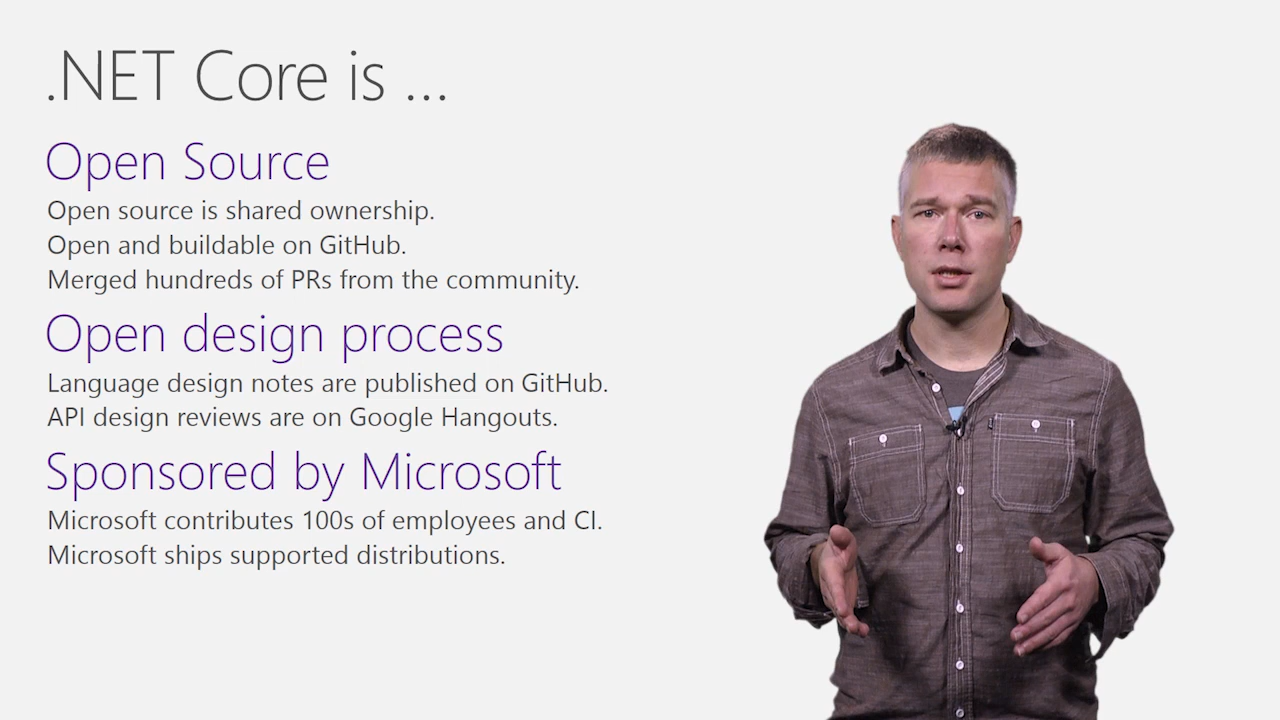 .NET Core is ...
Open Source
Open source is shared ownership.
Open and buildable on GitHub.
Merged hundreds of PRs from the community.
Open design process
Language design notes are published on GitHub.
API design reviews are on Google Hangouts.
Sponsored by Microsoft
Microsoft contributes 100s of employees and CI.
Microsoft ships supported distributions.